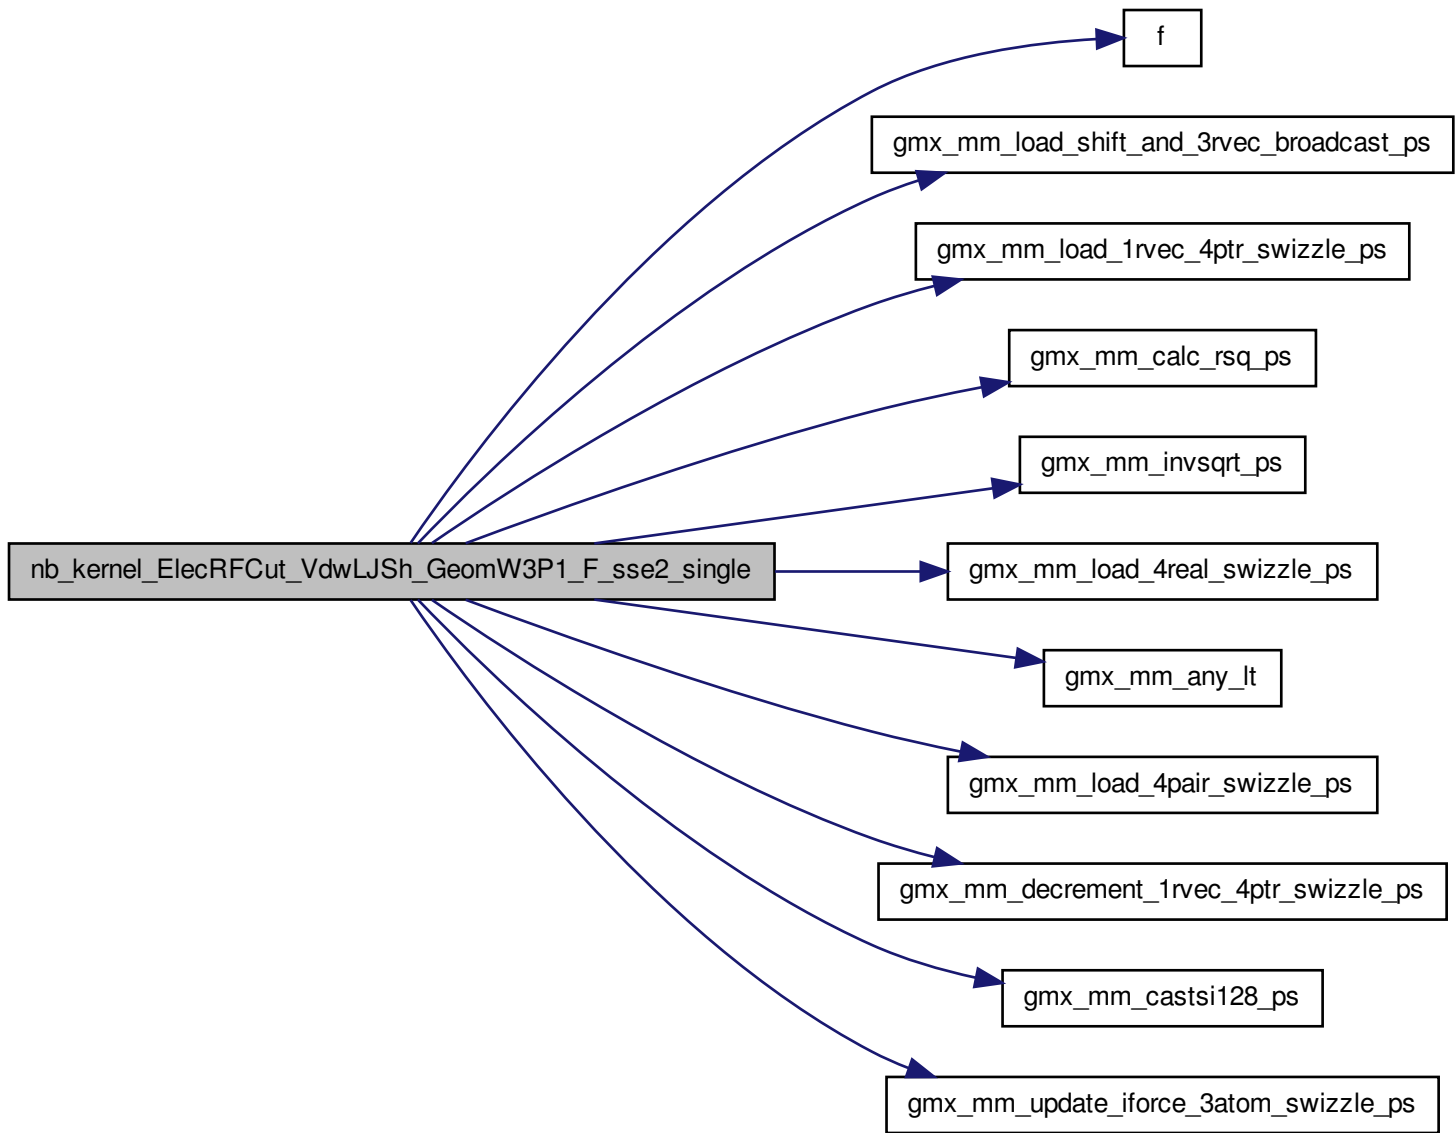 f
gmx_mm_load_shift_and_3rvec_broadcast_ps
gmx_mm_load_1rvec_4ptr_swizzle_ps
gmx_mm_calc_rsq_ps
gmx_mm_invsqrt_ps
nb_kernel_ElecRFCut_VdwLJSh_GeomW3P1_F_sse2_single
gmx_mm_load_4real_swizzle_ps
gmx_mm_any_lt
gmx_mm_load_4pair_swizzle_ps
gmx_mm_decrement_1rvec_4ptr_swizzle_ps
gmx_mm_castsi128_ps
gmx_mm_update_iforce_3atom_swizzle_ps